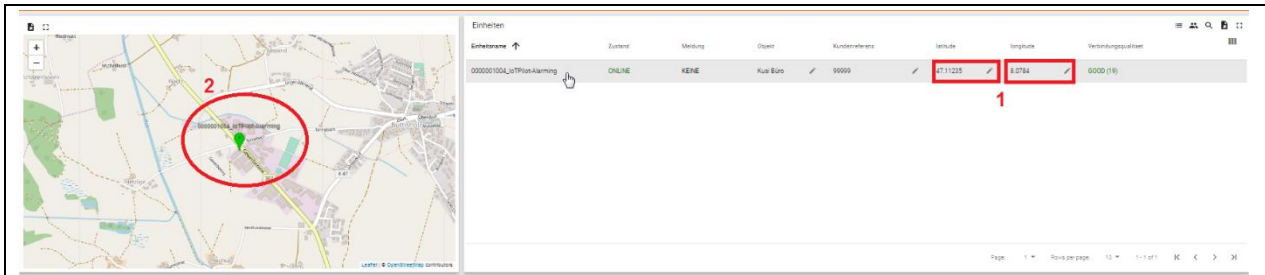 +
−
2
0000001004_IoTPilot-Alarming
Leaflet | © OpenStreetMap contributors
Einheiten
Einheitsname Zustand Meldung Objekt Kundenreferenz latitude longitude Verbindungsqualitaet
0000001004_IoTPilot-Alarming ONLINE KEINE Kusi Büro 99999 47.11235 8.0784 GOOD (19)
1
Page: 1 Rows per page: 10 1-1 of 1